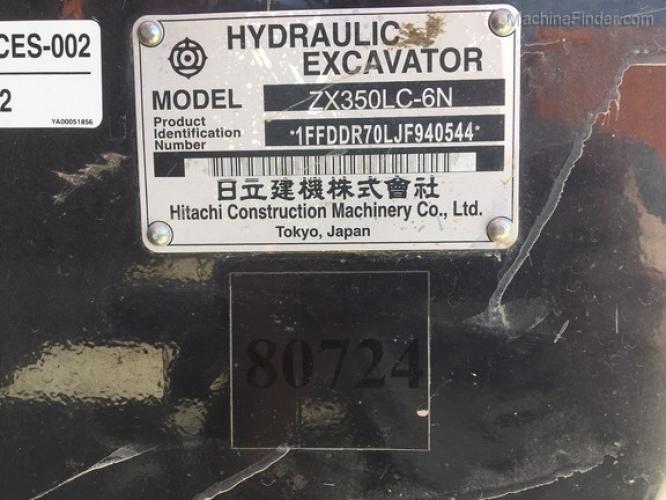 MachineFinder.com
CES-002
2
YA00051856
HYDRAULIC
EXCAVATOR
MODEL ZX350LC-6N
Product
Identification
Number *1FFDDR70LJF940544*
日立建機株式會社
Hitachi Construction Machinery Co., Ltd.
Tokyo, Japan
80724